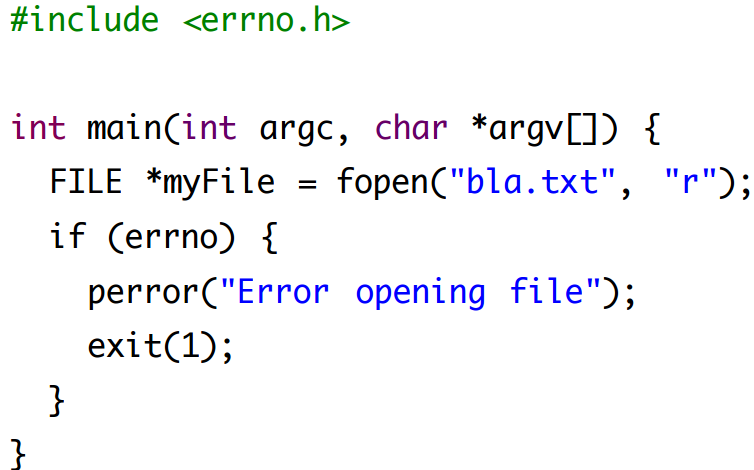 #include <errno.h>
int main(int argc, char *argv[]) {
  FILE *myFile = fopen("bla.txt", "r");
  if (errno) {
    perror("Error opening file");
    exit(1);
  }
}